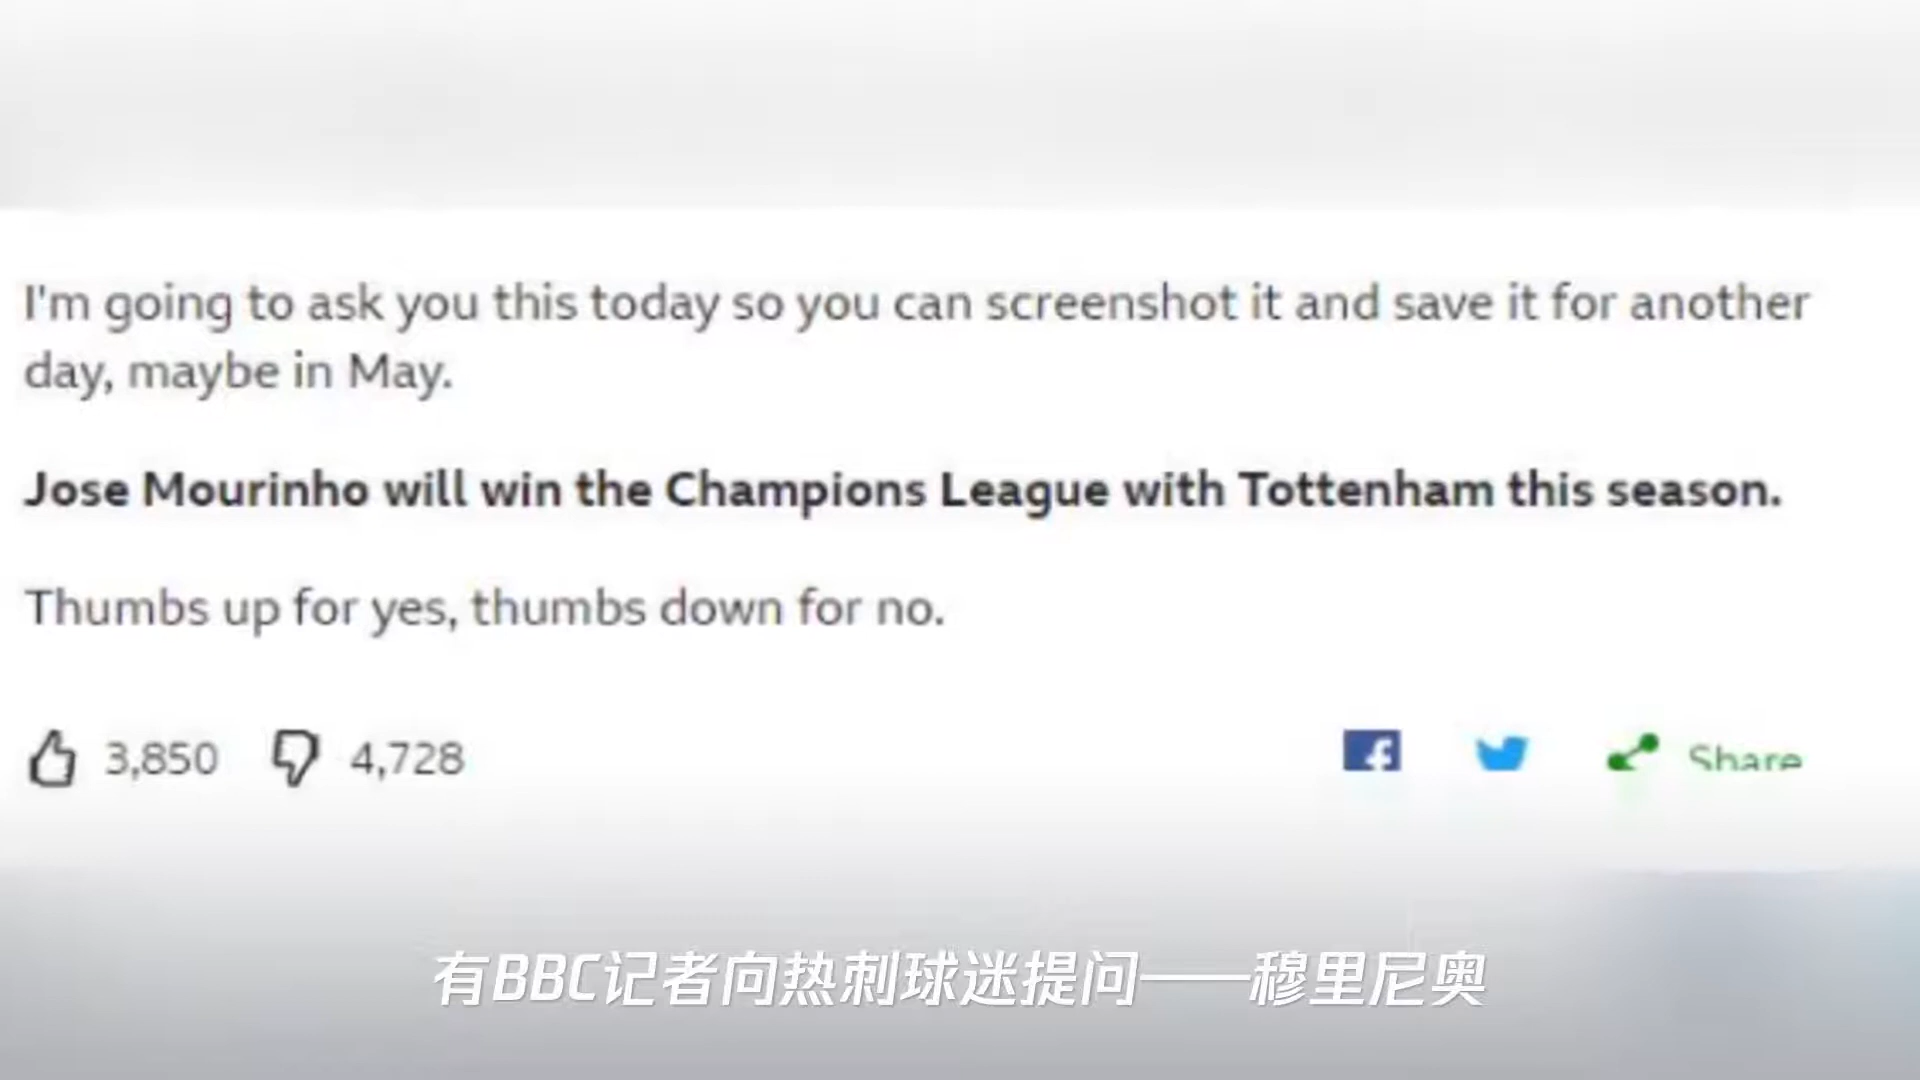 I'm going to ask you this today so you can screenshot it and save it for another
day, maybe in May.
Jose Mourinho will win the Champions League with Tottenham this season.
Thumbs up for yes, thumbs down for no.
3,850 4,728 Share
有BBC记者向热刺球迷提问——穆里尼奥